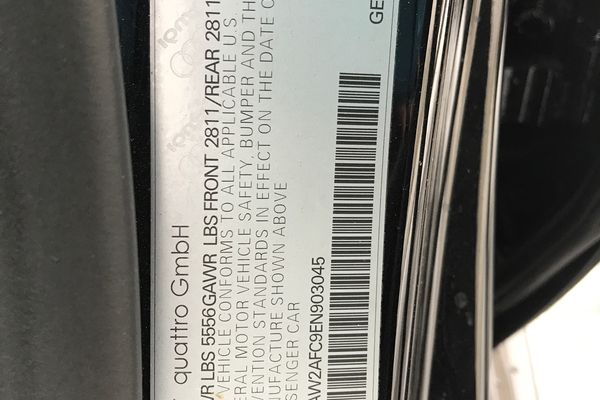 quattro GmbH
VWR LBS 5556GAWR LBS FRONT 2811/REAR 2811
VEHICLE CONFORMS TO ALL APPLICABLE U.S.
ERAL MOTOR VEHICLE SAFETY, BUMPER AND TH
VENTION STANDARDS IN EFFECT ON THE DATE O
UFACTURE SHOWN ABOVE
SENGER CAR
AW2AFC9EN903045
GE